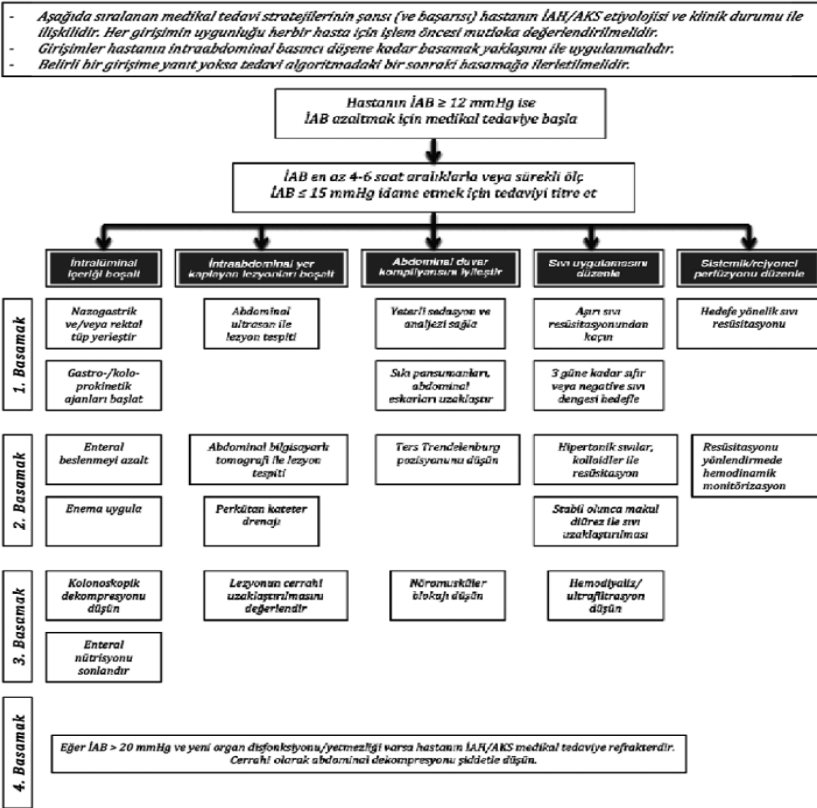 - Aşağıda sıralanan medikal tedavi stratejilerinin şansı (ve başarısı) hastanın İAH/AKS etiyolojisi ve klinik durumu ile
ilişkilidir. Her girişimin uygunluğu herbir hasta için işlem öncesi mutlaka değerlendirilmelidir.
- Girişimler hastanın intraabdominal basıncı düşene kadar basamak yaklaşımı ile uygulanmalıdır.
- Belirli bir girişime yanıt yoksa tedavi algoritmadaki bir sonraki basamağa ilerletilmelidir.
Hastanın İAB ≥ 12 mmHg ise
İAB azaltmak için medikal tedaviye başla
İAB en az 4-6 saat aralıklarla veya sürekli ölç
İAB ≤ 15 mmHg idame etmek için tedaviyi titre et
İntralüminal
içeriği boşalt
İntraabdominal yer
kaplayan lezyonları boşalt
Abdominal duvar
kompliyansını iyileştir
Sıvı uygulamasını
düzenle
Sistemik/rejyonel
perfüzyonu düzenle
1. Basamak
Nazogastrik
ve/veya rektal
tüp yerleştir
Abdominal
ultrason ile
lezyon tespiti
Yeterli sedasyon ve
analjezi sağla
Aşırı sıvı
resüsitasyonundan
kaçın
Hedefe yönelik sıvı
resüsitasyonu
Gastro-/kolo-
prokinetik
ajanları başlat
Sıkı pansumanları,
abdominal
eskarları uzaklaştır
3 güne kadar sıfır
veya negative sıvı
dengesi hedefle
2. Basamak
Enteral
beslenmeyi azalt
Abdominal bilgisayarlı
tomografi ile lezyon
tespiti
Ters Trendelenburg
pozisyonunu düşün
Hipertonik sıvılar,
kolloidler ile
resüsitasyon
Resüsitasyonu
yönlendirmede
hemodinamik
monitörizasyon
Enema uygula
Perkütan kateter
drenajı
Stabil olunca makul
diürez ile sıvı
uzaklaştırılması
3. Basamak
Kolonoskopik
dekompresyonu
düşün
Lezyonun cerrahi
uzaklaştırılmasını
değerlendir
Nöromusküler
blokajı düşün
Hemodiyaliz/
ultrafiltrasyon
düşün
Enteral
nütrisyonu
sonlandır
4. Basamak
Eğer İAB > 20 mmHg ve yeni organ disfonksiyonu/yetmezliği varsa hastanın İAH/AKS medikal tedaviye refrakterdir.
Cerrahi olarak abdominal dekompresyonu şiddetle düşün.